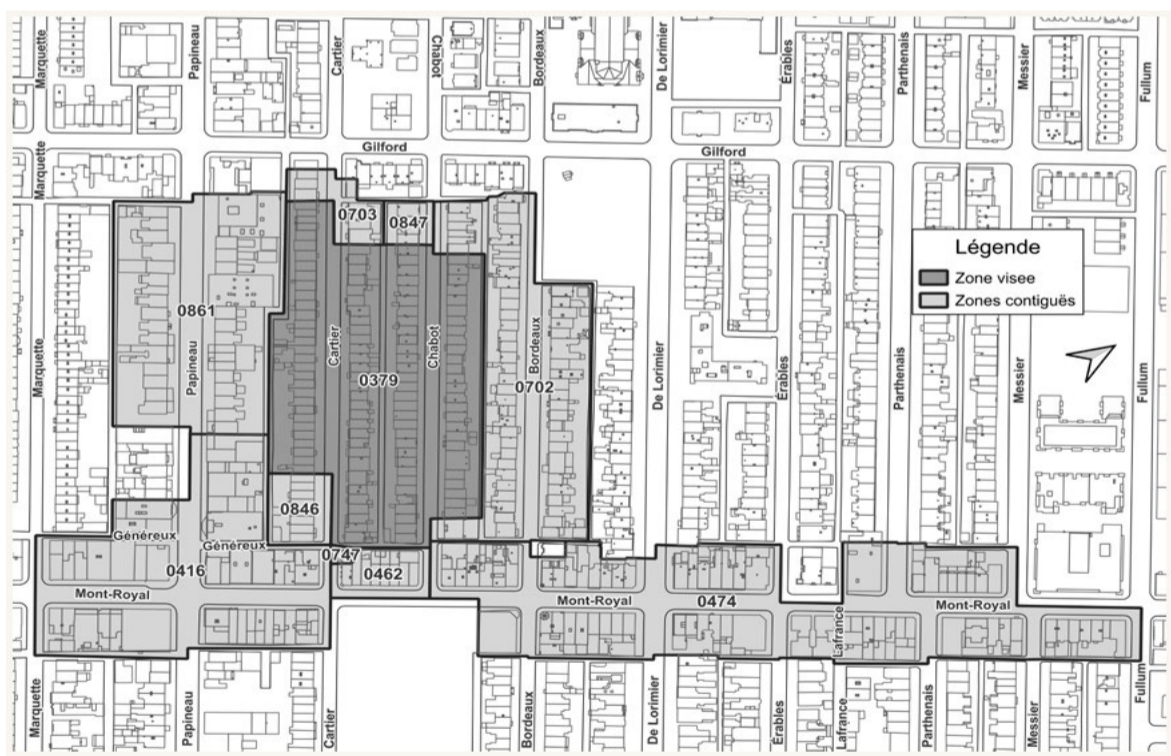 Marquette
Papineau
Cartier
Chabot
Bordeaux
De Lorimier
Érables
Parthenais
Messier
Fullum
Gilford
Gilford
Marquette
0703
0847
Légende
Zone visee
Zones contiguës
0861
Papineau
Cartier
0379
Chabot
Bordeaux
0702
Marquette
De Lorimier
Érables
Parthenais
Messier
Fullum
0846
Généreux
Généreux
0747
0416
0462
Mont-Royal
Mont-Royal
0474
Mont-Royal
Lafrance
Marquette
Papineau
Cartier
Bordeaux
De Lorimier
Érables
Lafrance
Parthenais
Messier
Fullum